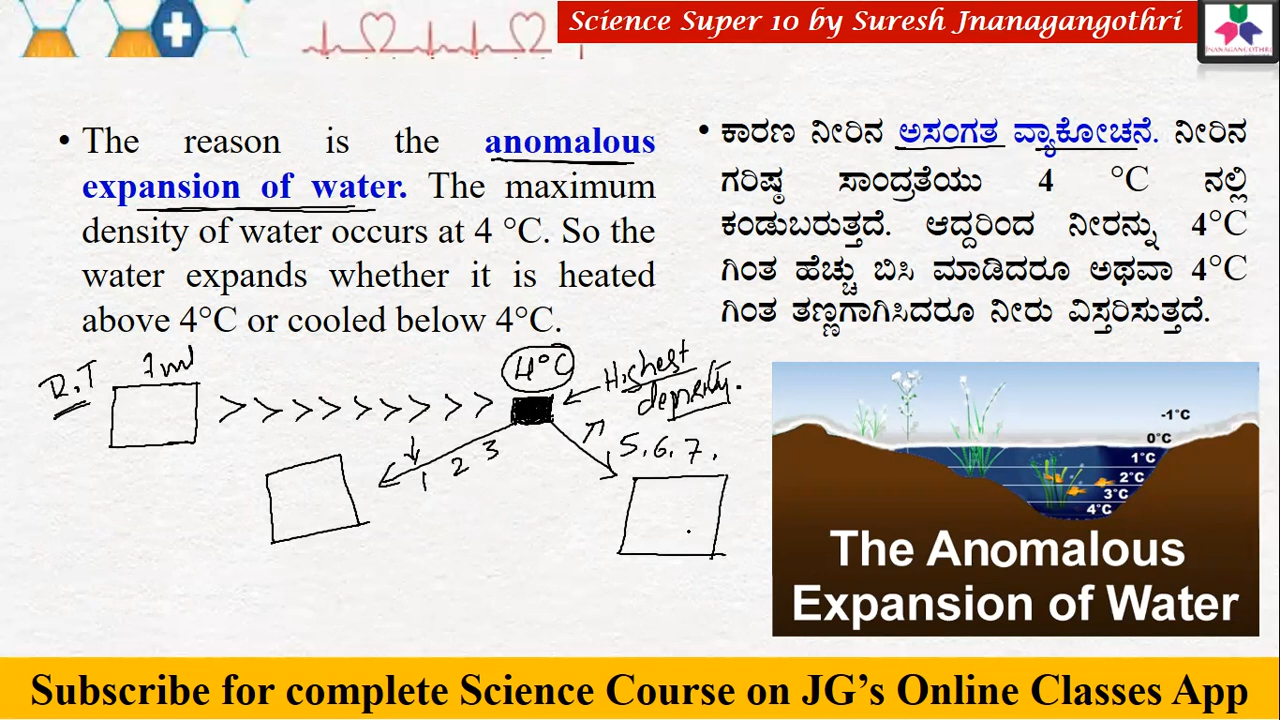 Science Super 10 by Suresh Jnanagangothri
JNANAGANGOTHRI
• The reason is the anomalous
expansion of water. The maximum
density of water occurs at 4 °C. So the
water expands whether it is heated
above 4°C or cooled below 4°C.
• ಕಾರಣ ನೀರಿನ ಅಸಂಗತ ವ್ಯಾಕೋಚನೆ. ನೀರಿನ
ಗರಿಷ್ಠ ಸಾಂದ್ರತೆಯು 4 °C ನಲ್ಲಿ
ಕಂಡುಬರುತ್ತದೆ. ಆದ್ದರಿಂದ ನೀರನ್ನು 4°C
ಗಿಂತ ಹೆಚ್ಚು ಬಿಸಿ ಮಾಡಿದರೂ ಅಥವಾ 4°C
ಗಿಂತ ತಣ್ಣಗಾಗಿಸಿದರೂ ನೀರು ವಿಸ್ತರಿಸುತ್ತದೆ.
R.T
1 ml
4°C
Highest
density.
1 2 3
5, 6, 7,
-1°C
0°C
1°C
2°C
3°C
4°C
The Anomalous
Expansion of Water
Subscribe for complete Science Course on JG's Online Classes App